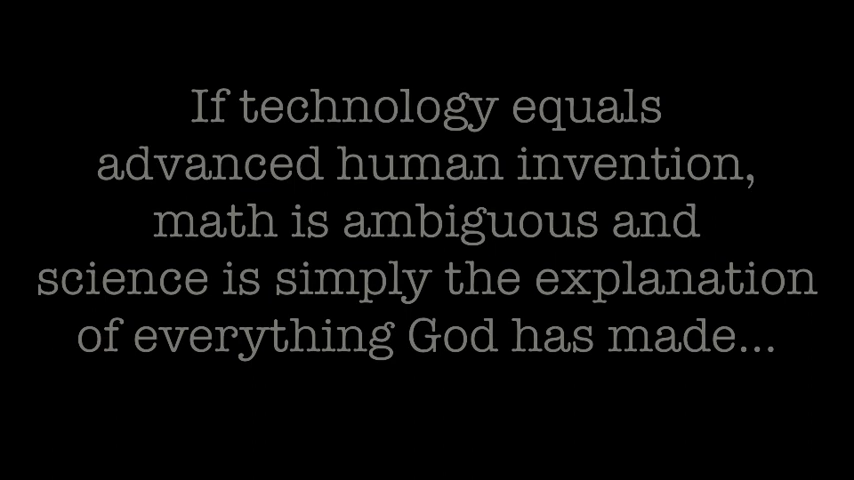 If technology equals
advanced human invention,
math is ambiguous and
science is simply the explanation
of everything God has made...